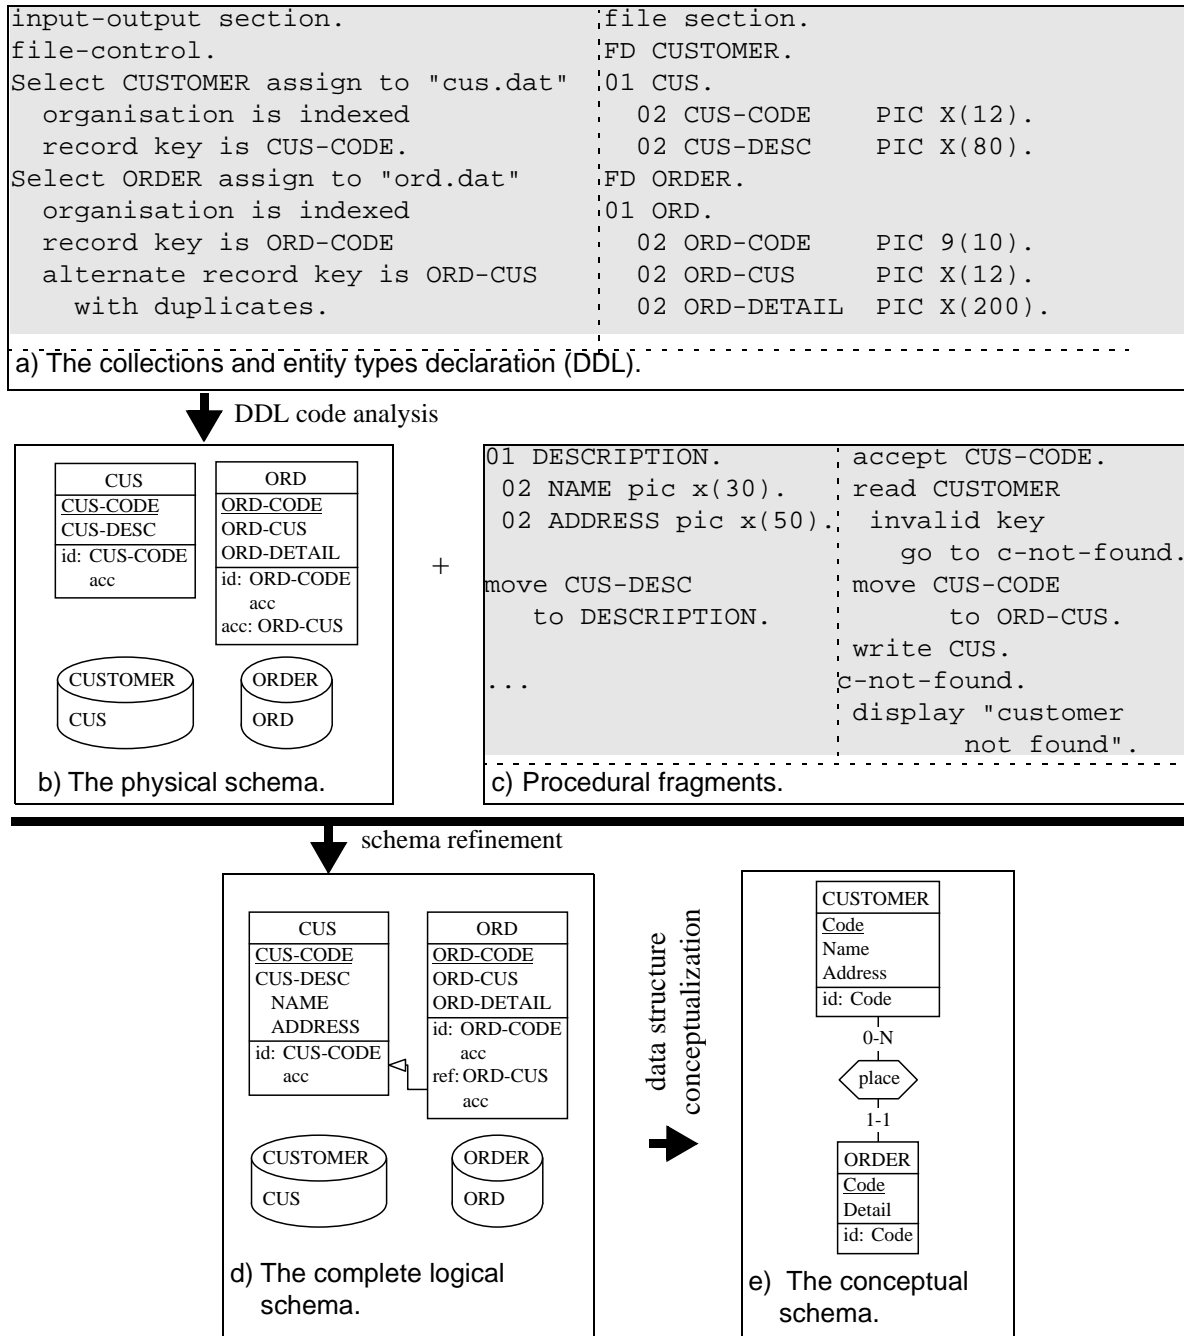 input-output section.
file-control.
Select CUSTOMER assign to "cus.dat"
organisation is indexed
record key is CUS-CODE.
Select ORDER assign to "ord.dat"
organisation is indexed
record key is ORD-CODE
alternate record key is ORD-CUS
with duplicates.
file section.
FD CUSTOMER.
01 CUS.
02 CUS-CODE PIC X(12).
02 CUS-DESC PIC X(80).
FD ORDER.
01 ORD.
02 ORD-CODE PIC 9(10).
02 ORD-CUS PIC X(12).
02 ORD-DETAIL PIC X(200).
a) The collections and entity types declaration (DDL).
DDL code analysis
CUS
CUS-CODE
CUS-DESC
id: CUS-CODE
acc
ORD
ORD-CODE
ORD-CUS
ORD-DETAIL
id: ORD-CODE
acc
acc: ORD-CUS
CUSTOMER
CUS
ORDER
ORD
b) The physical schema.
+
01 DESCRIPTION.
02 NAME pic x(30).
02 ADDRESS pic x(50).
move CUS-DESC
to DESCRIPTION.
...
accept CUS-CODE.
read CUSTOMER
invalid key
go to c-not-found.
move CUS-CODE
to ORD-CUS.
write CUS.
c-not-found.
display "customer
not found".
c) Procedural fragments.
schema refinement
CUS
CUS-CODE
CUS-DESC
NAME
ADDRESS
id: CUS-CODE
acc
ORD
ORD-CODE
ORD-CUS
ORD-DETAIL
id: ORD-CODE
acc
ref: ORD-CUS
acc
CUSTOMER
CUS
ORDER
ORD
d) The complete logical
schema.
data structure
conceptualization
CUSTOMER
Code
Name
Address
id: Code
0-N
place
1-1
ORDER
Code
Detail
id: Code
e) The conceptual
schema.